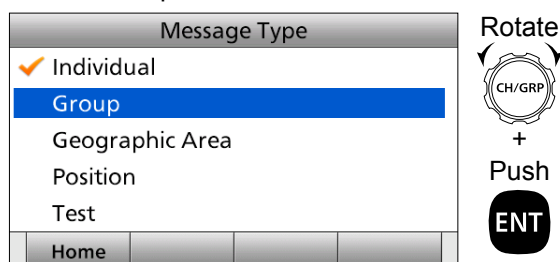 Message Type
Individual
Group
Geographic Area
Position
Test
Home
Rotate
CH/GRP
+
Push
ENT